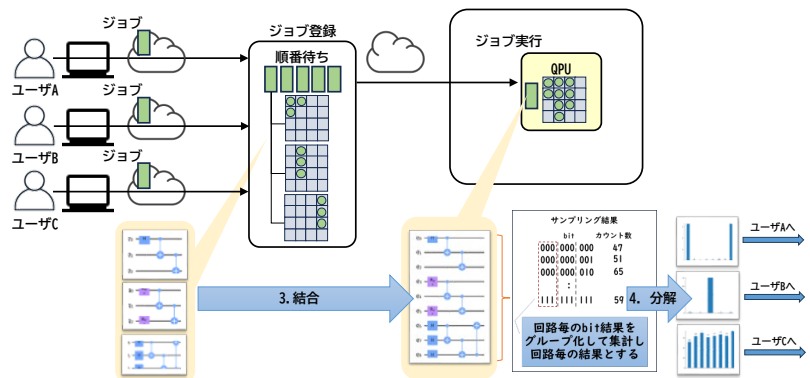 ジョブ
ジョブ登録
ジョブ実行
順番待ち
QPU
ユーザA
ジョブ
ユーザB
ジョブ
ユーザC
サンプリング結果
bit カウント数
000 000 000 47
000 000 001 51
000 000 010 65
:
111 111 111 59
3.結合
4. 分解
回路毎のbit結果を
グループ化して集計し
回路毎の結果とする
ユーザAへ
ユーザBへ
ユーザCへ